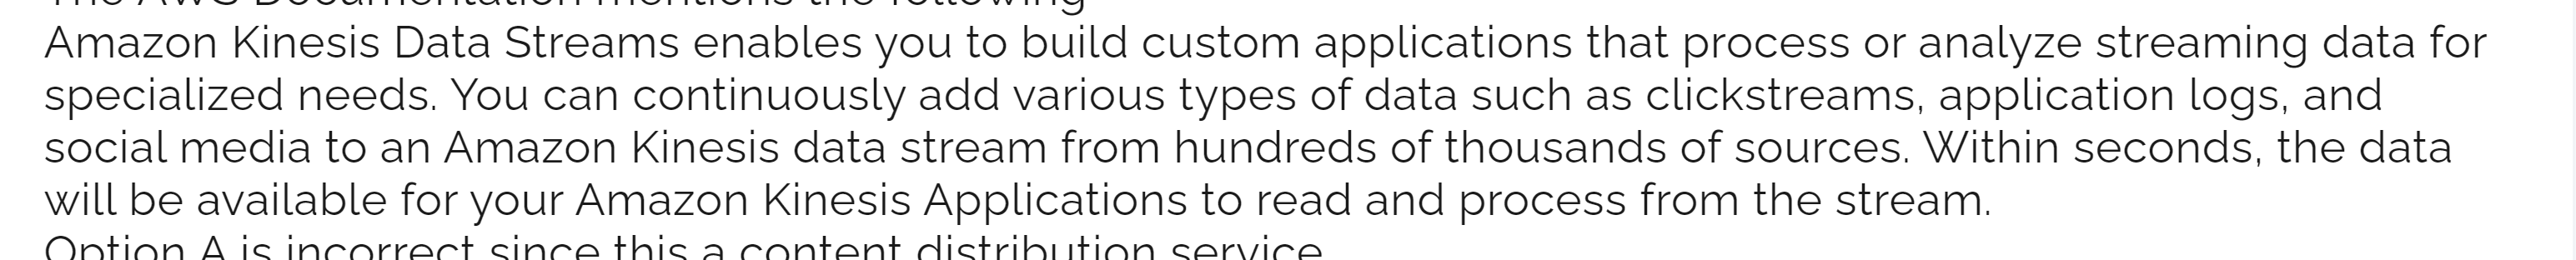 The AWS Documentation mentions the following
Amazon Kinesis Data Streams enables you to build custom applications that process or analyze streaming data for
specialized needs. You can continuously add various types of data such as clickstreams, application logs, and
social media to an Amazon Kinesis data stream from hundreds of thousands of sources. Within seconds, the data
will be available for your Amazon Kinesis Applications to read and process from the stream.
Option A is incorrect since this a content distribution service